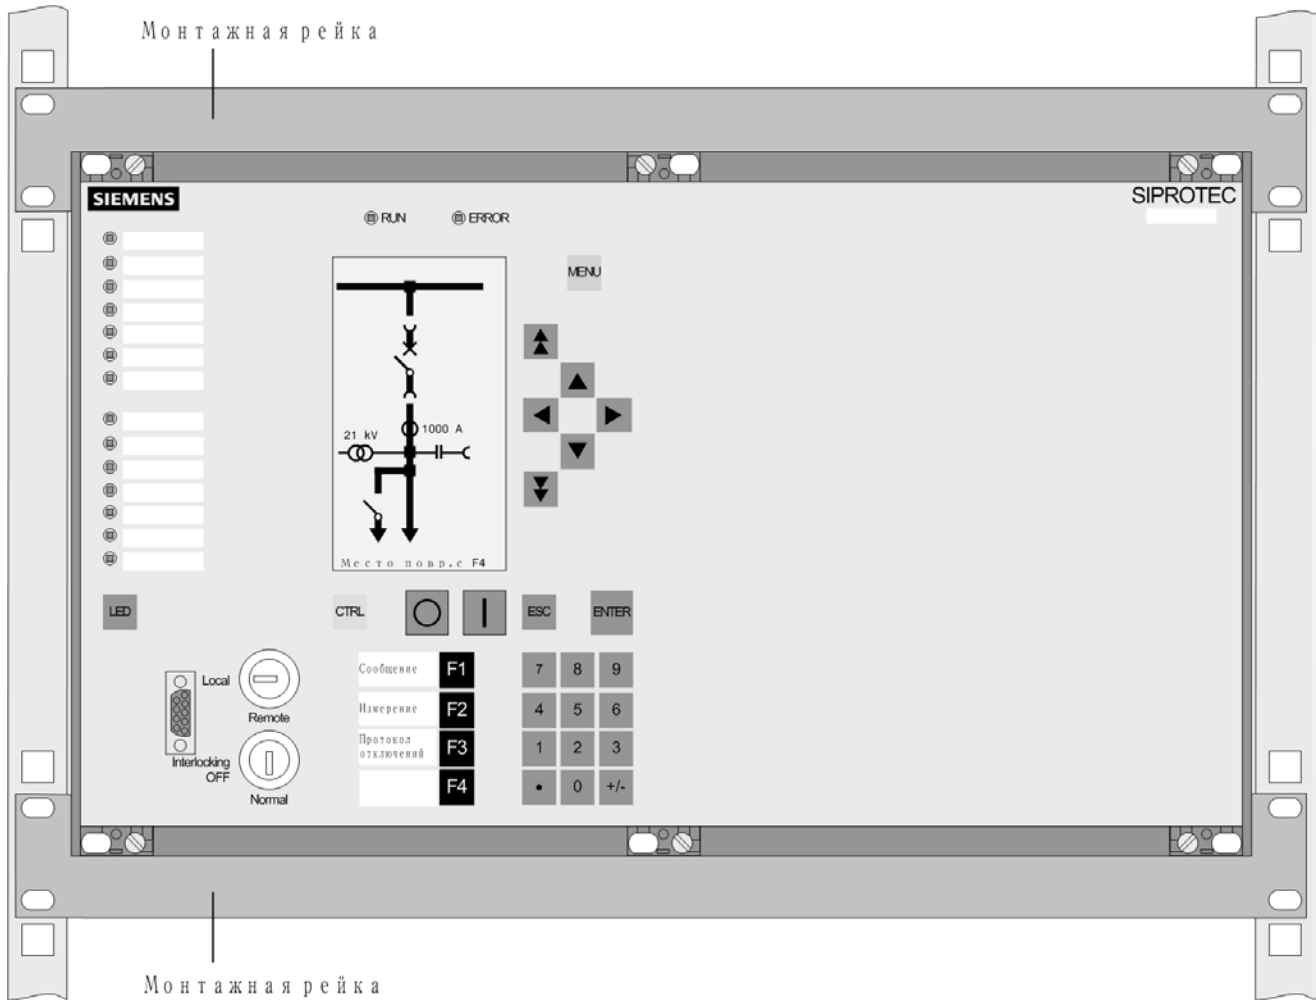 Монтажная рейка
SIEMENS
SIPROTEC
RUN
ERROR
MENU
21 kV
1000 A
Место повр.с F4
LED
CTRL
ESC
ENTER
Local
Remote
Interlocking
OFF
Normal
Сообщение F1
Измерение F2
Протокол
отключений F3
F4
7 8 9
4 5 6
1 2 3
• 0 +/-
Монтажная рейка